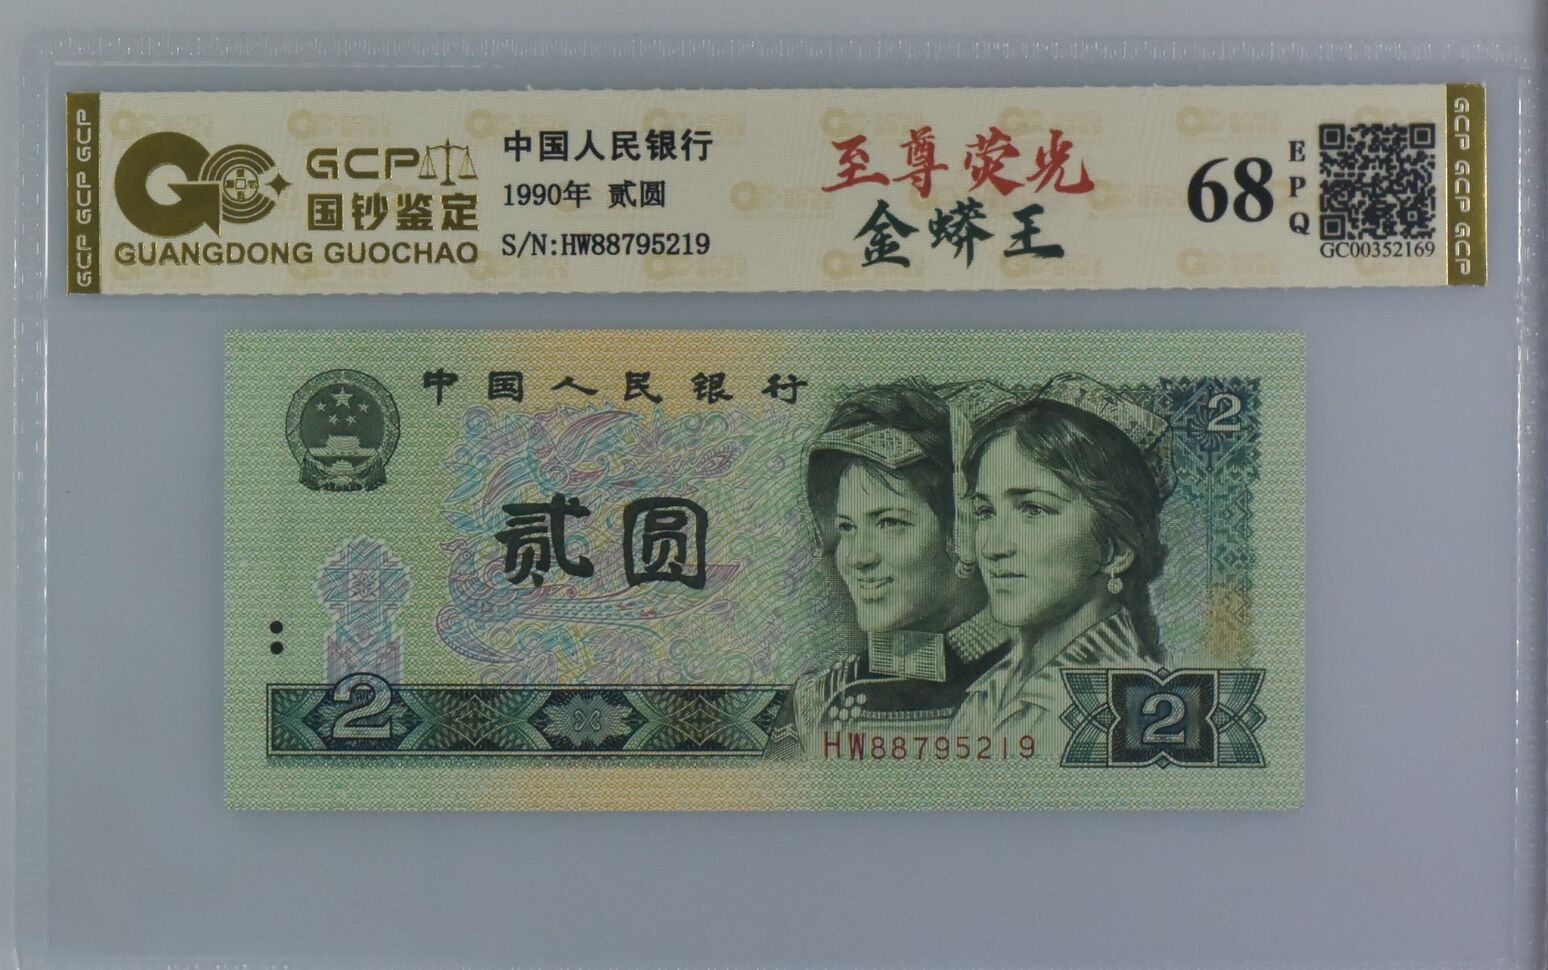 GCP GCP GCP
GCP
国钞鉴定
GUANGDONG GUOCHAO
中国人民银行
1990年 贰圆
S/N:HW88795219
至尊荧光
金蟒王
68
EPQ
GC00352169
GCP GCP GCP
中国人民银行
2
贰圆
2
HW88795219
2